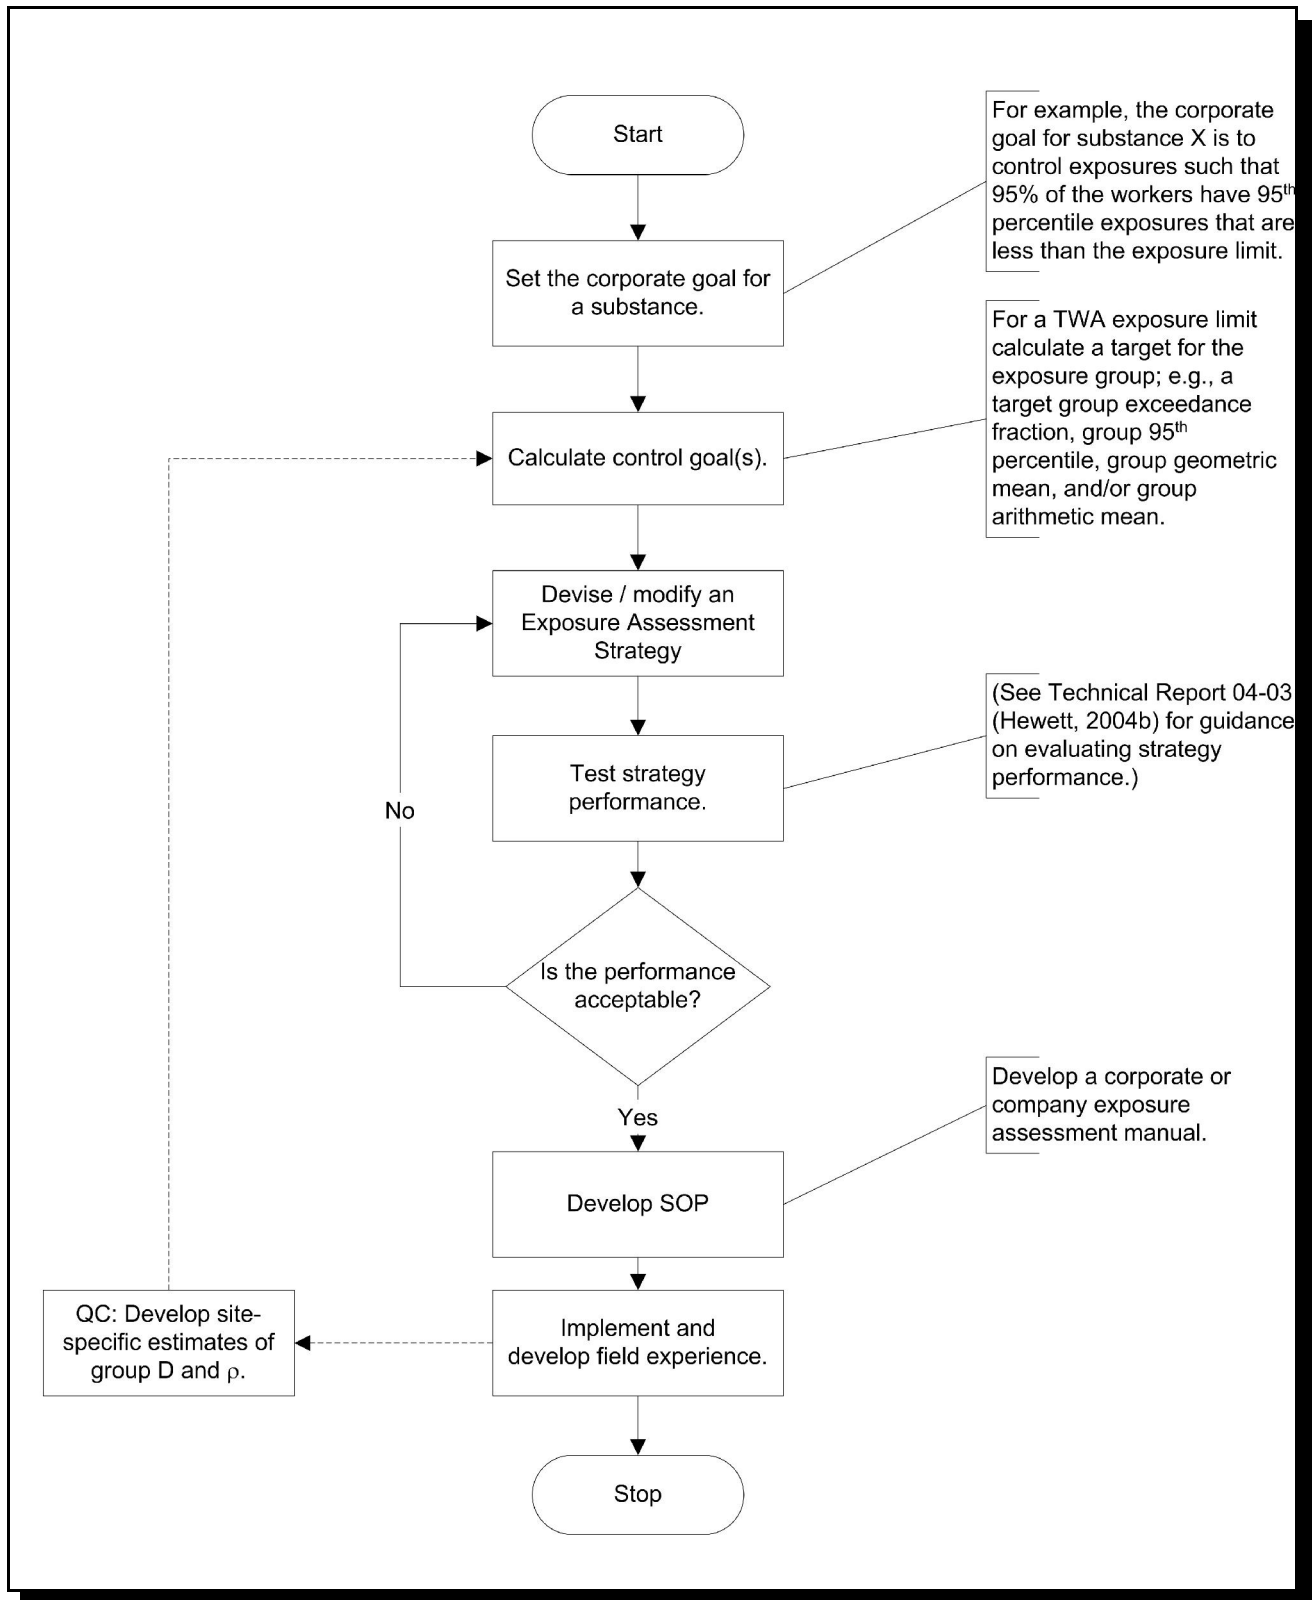 Start
For example, the corporate
goal for substance X is to
control exposures such that
95% of the workers have 95th
percentile exposures that are
less than the exposure limit.
Set the corporate goal for
a substance.
For a TWA exposure limit
calculate a target for the
exposure group; e.g., a
target group exceedance
fraction, group 95th
percentile, group geometric
mean, and/or group
arithmetic mean.
Calculate control goal(s).
Devise / modify an
Exposure Assessment
Strategy
(See Technical Report 04-03
(Hewett, 2004b) for guidance
on evaluating strategy
performance.)
Test strategy
performance.
No
Is the performance
acceptable?
Yes
Develop a corporate or
company exposure
assessment manual.
Develop SOP
QC: Develop site-
specific estimates of
group D and ρ.
Implement and
develop field experience.
Stop